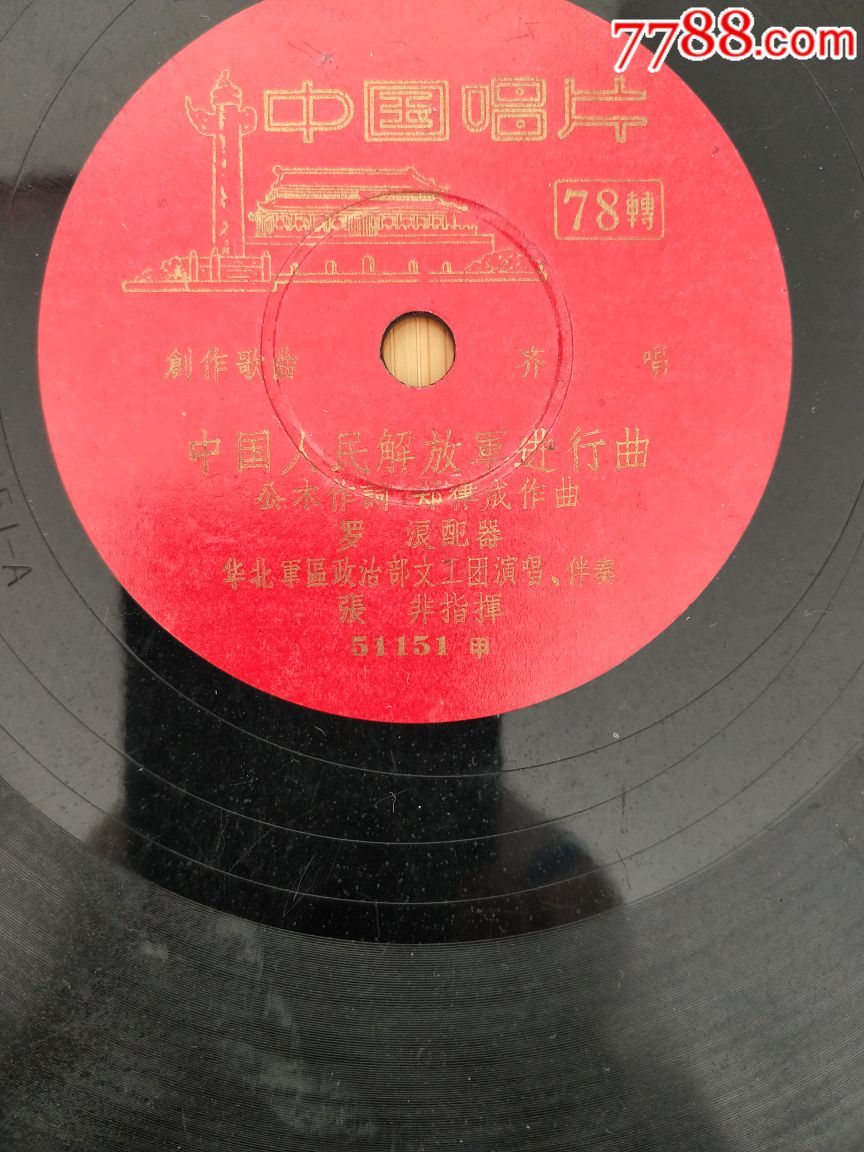 7788.com
中国唱片
78轉
創作歌曲 齐 唱
中国人民解放軍进行曲
公木作詞 郑律成作曲
罗 浪配器
华北軍區政治部文工团演唱、伴奏
張 非指揮
51151 甲
51-A